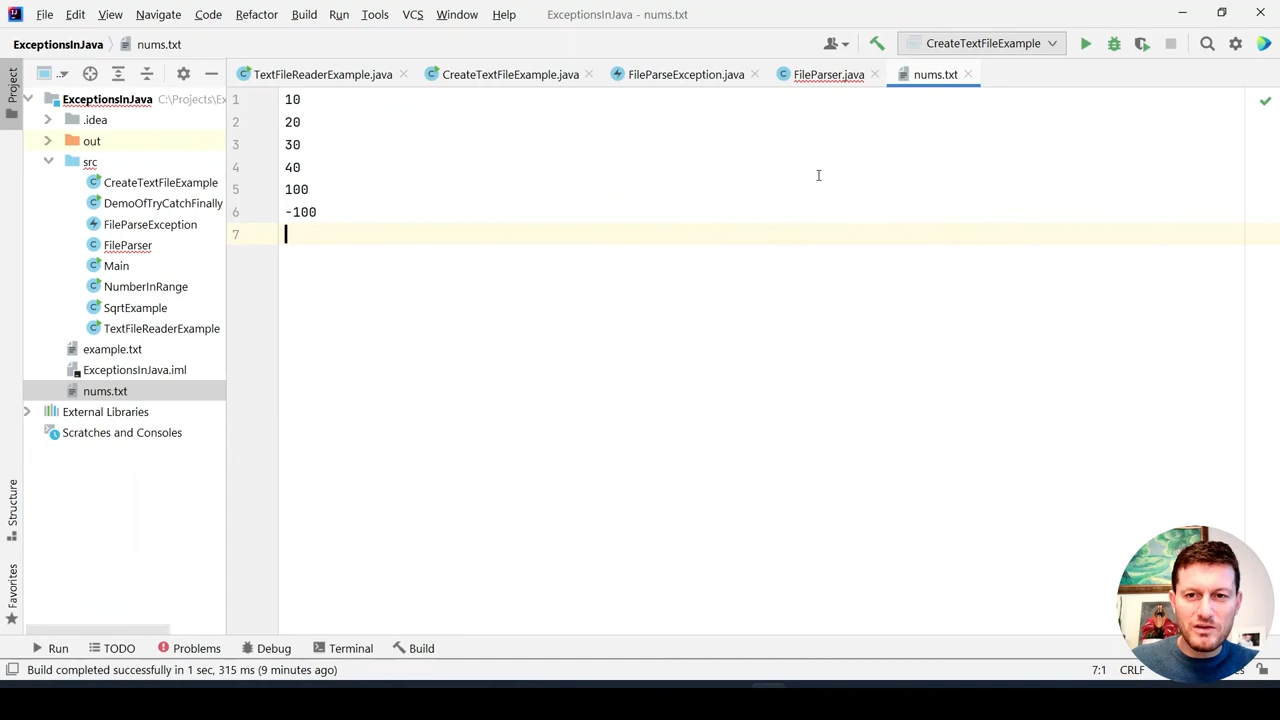 File Edit View Navigate Code Refactor Build Run Tools VCS Window Help ExceptionsInJava - nums.txt
ExceptionsInJava nums.txt CreateTextFileExample
Project
.. TextFileReaderExample.java CreateTextFileExample.java FileParseException.java FileParser.java nums.txt
ExceptionsInJava C:\Projects\Ex
.idea
out
src
CreateTextFileExample
DemoOfTryCatchFinally
FileParseException
FileParser
Main
NumberInRange
SqrtExample
TextFileReaderExample
example.txt
ExceptionsInJava.iml
nums.txt
External Libraries
Scratches and Consoles
1 10
2 20
3 30
4 40
5 100
6 -100
7
Structure
Favorites
Run TODO Problems Debug Terminal Build
Build completed successfully in 1 sec, 315 ms (9 minutes ago) 7:1 CRLF